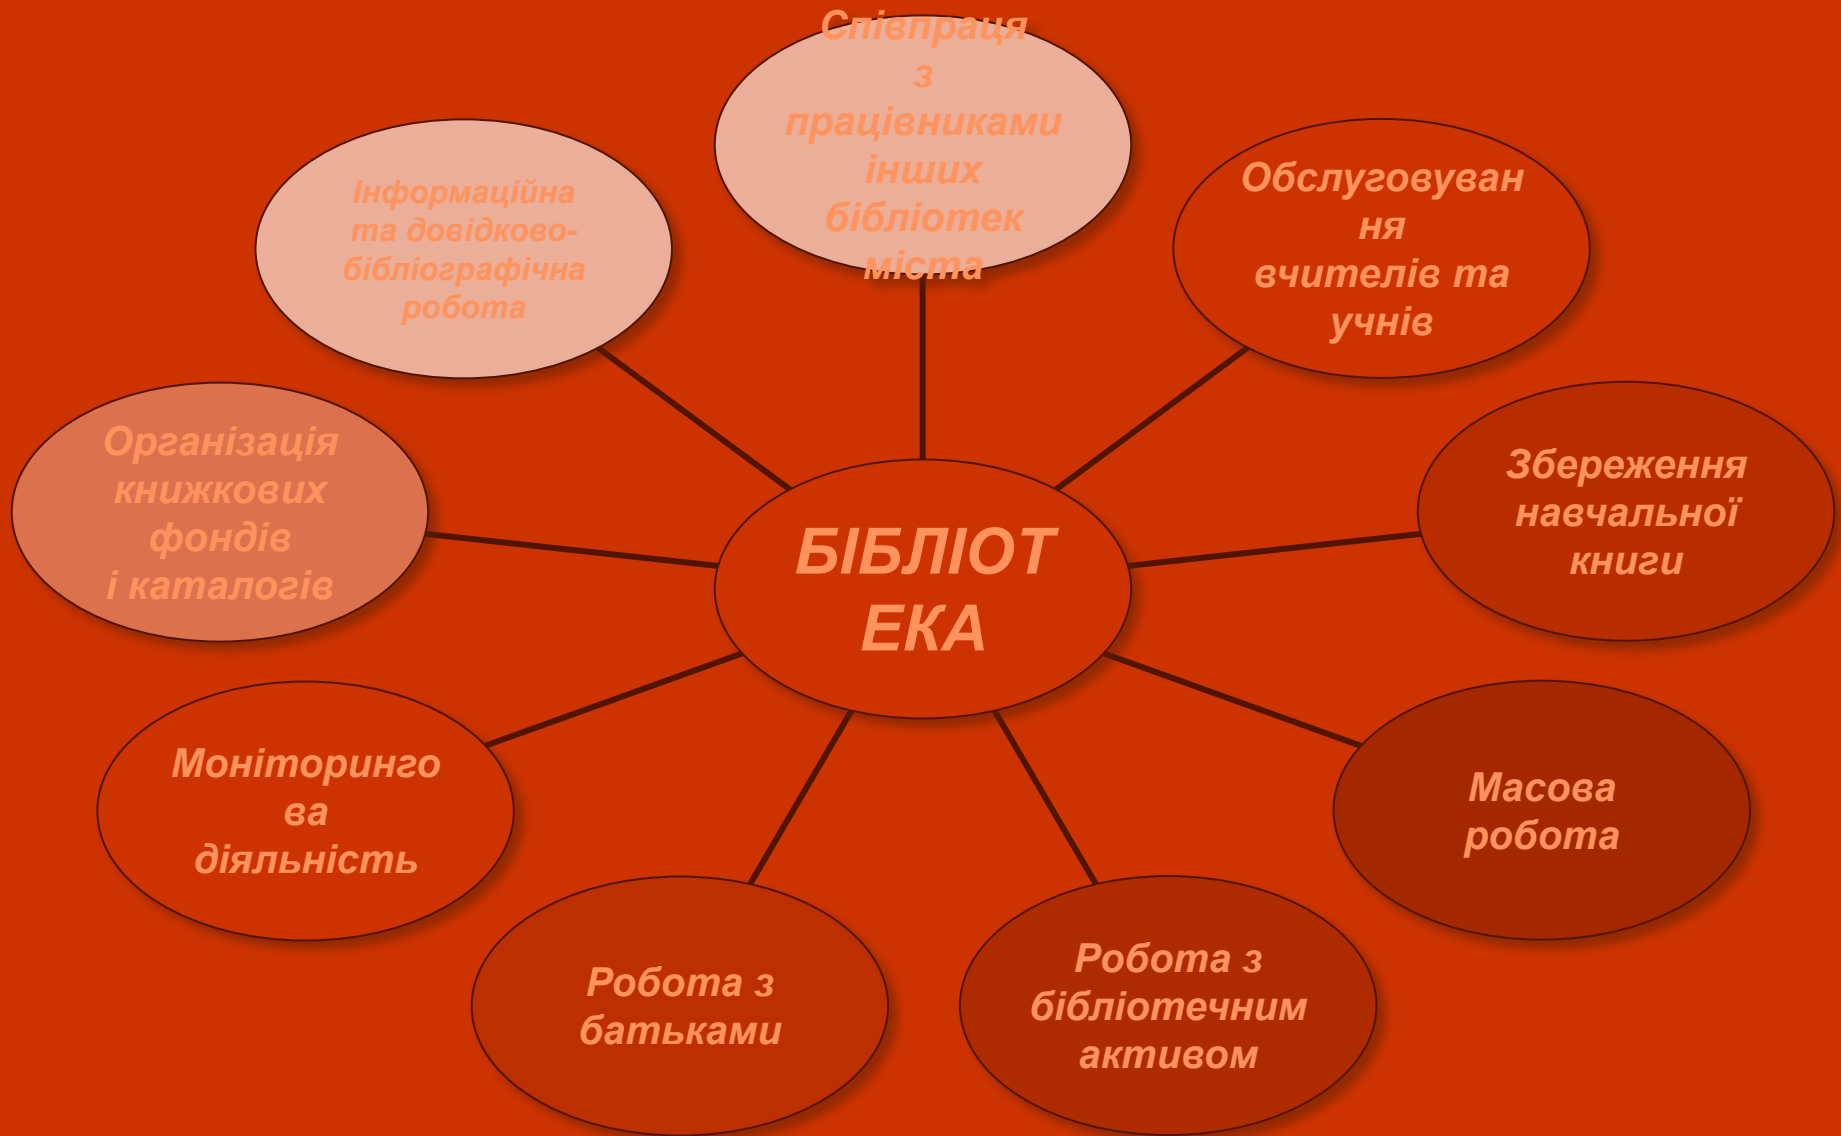 Співпраця
з
працівниками
інших
бібліотек
міста
Інформаційна
та довідково-
бібліографічна
робота
Обслуговуван
ня
вчителів та
учнів
Організація
книжкових
фондів
і каталогів
Збереження
навчальної
книги
БІБЛІОТ
ЕКА
Моніторинго
ва
діяльність
Масова
робота
Робота з
батьками
Робота з
бібліотечним
активом